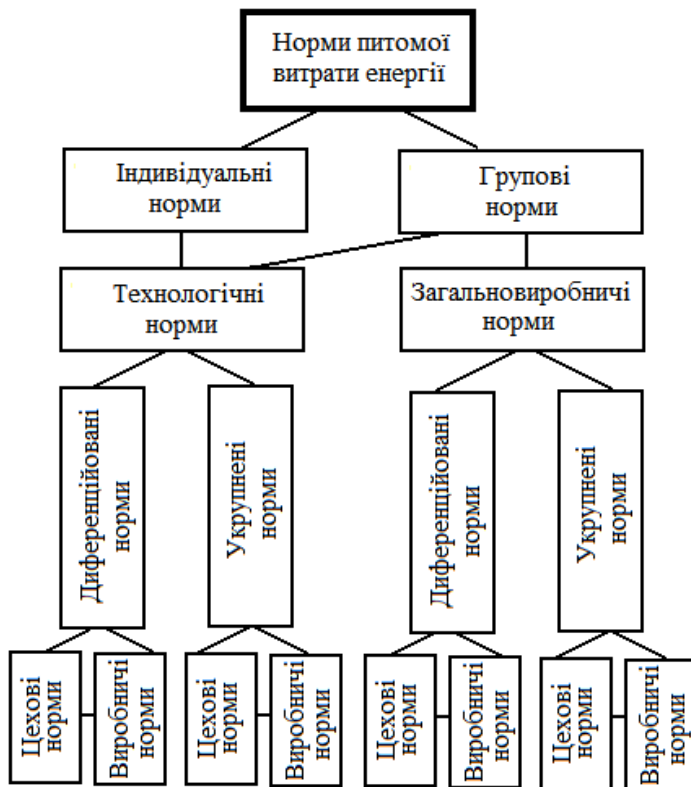 Норми питомої
витрати енергії
Індивідуальні
норми
Групові
норми
Технологічні
норми
Загальновиробничі
норми
Диференційовані
норми
Укрупнені
норми
Диференційовані
норми
Укрупнені
норми
Цехові
норми
Виробничі
норми
Цехові
норми
Виробничі
норми
Цехові
норми
Виробничі
норми
Цехові
норми
Виробничі
норми